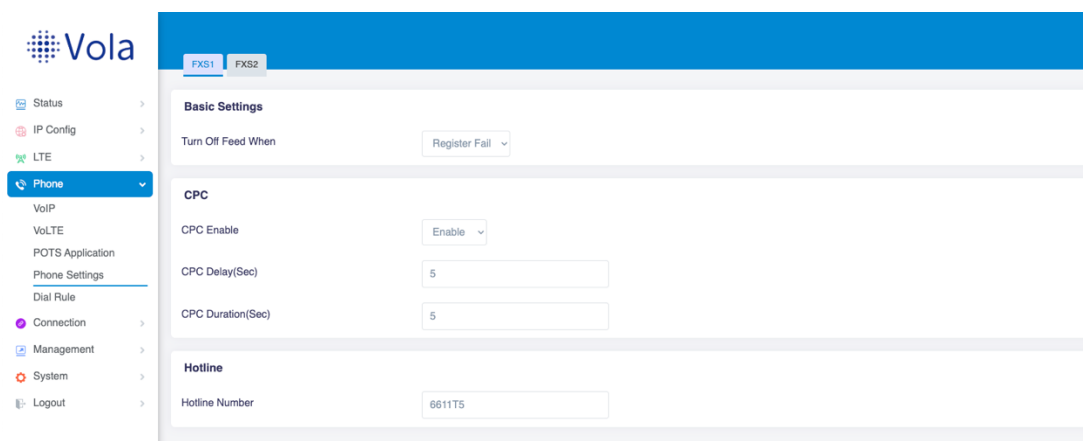 Vola
Status
IP Config
LTE
Phone
VoIP
VoLTE
POTS Application
Phone Settings
Dial Rule
Connection
Management
System
Logout
FXS1 FXS2
Basic Settings
Turn Off Feed When Register Fail
CPC
CPC Enable Enable
CPC Delay(Sec) 5
CPC Duration(Sec) 5
Hotline
Hotline Number 6611T5